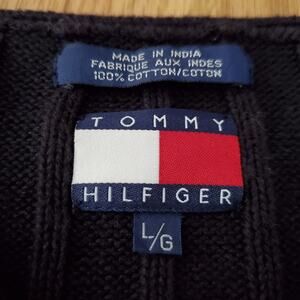 MADE IN INDIA
FABRIQUE AUX INDES
100% COTTON/COTON
TOMMY
HILFIGER
L/G